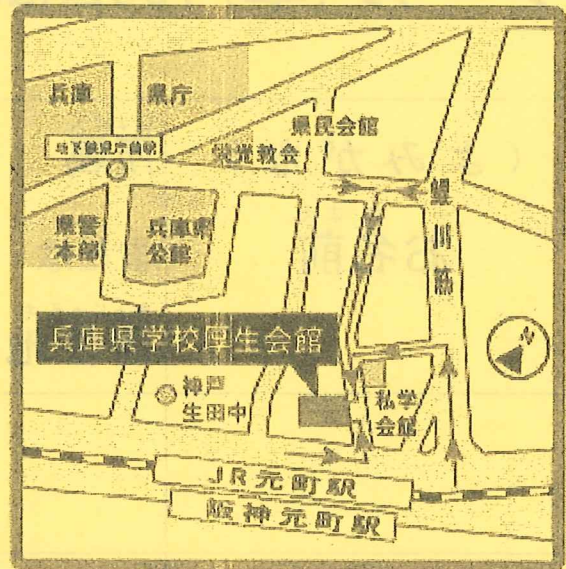 兵庫 県庁
県民会館
地下鉄県庁前駅
栄光教会
鯉川筋
県警
本部
兵庫県
公館
兵庫県学校厚生会館
神戸
生田中
私学
会館
N
JR元町駅
阪神元町駅